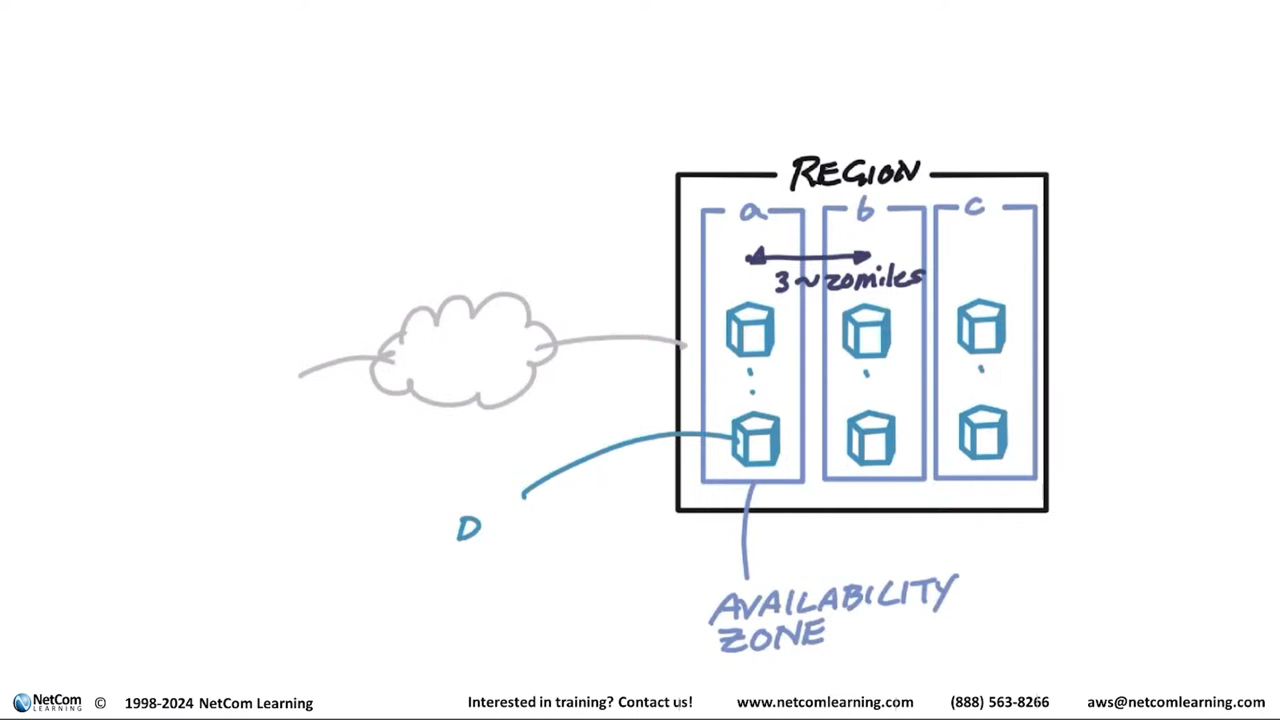 REGION
a b c
3~20miles
D
AVAILABILITY
ZONE
NetCom
LEARNING
© 1998-2024 NetCom Learning
Interested in training? Contact us!
www.netcomlearning.com
(888) 563-8266
aws@netcomlearning.com